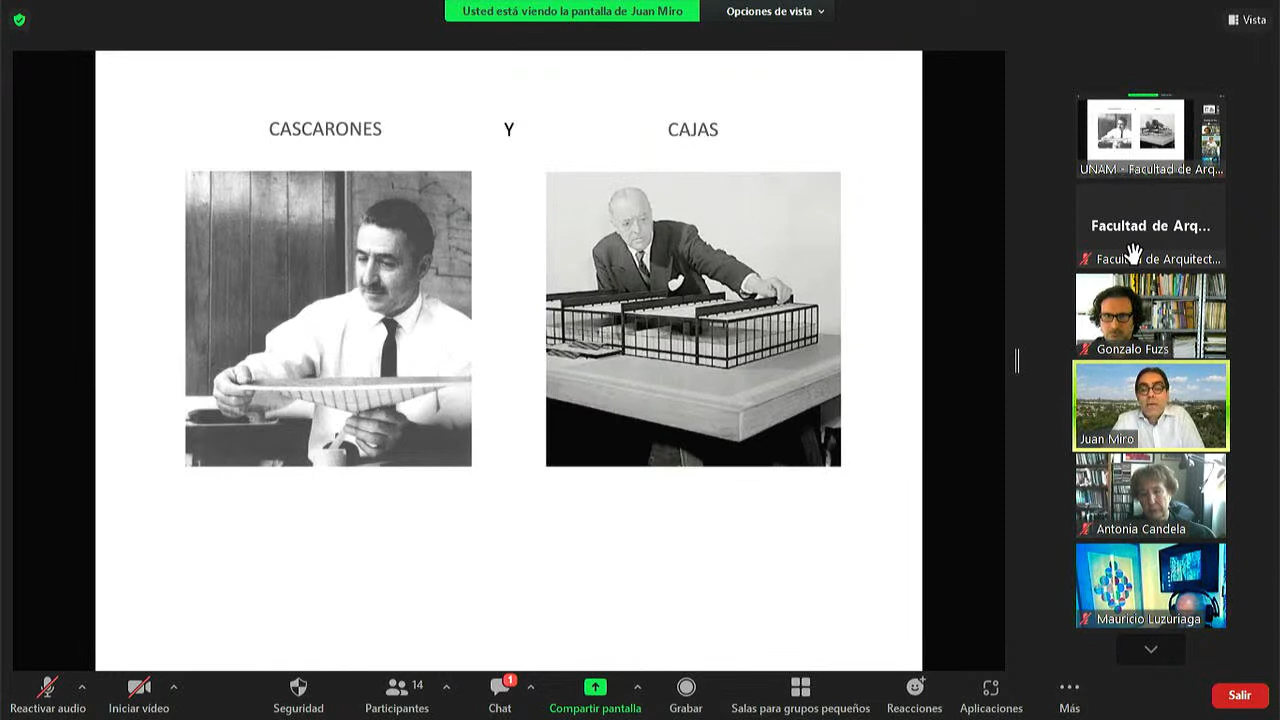 Usted está viendo la pantalla de Juan Miro
Opciones de vista
Vista
CASCARONES Y CAJAS
UNAM - Facultad de Arq...
Facultad de Arq...
Facultad de Arquitect...
Gonzalo Fuzs
Juan Miro
Antonia Candela
Mauricio Luzuriaga
Reactivar audio
Iniciar vídeo
Seguridad
14
Participantes
1
Chat
Compartir pantalla
Grabar
Salas para grupos pequeños
Reacciones
Aplicaciones
Más
Salir